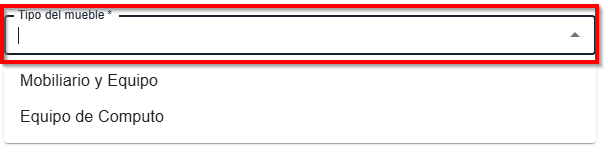 Tipo del mueble *
Mobiliario y Equipo
Equipo de Computo